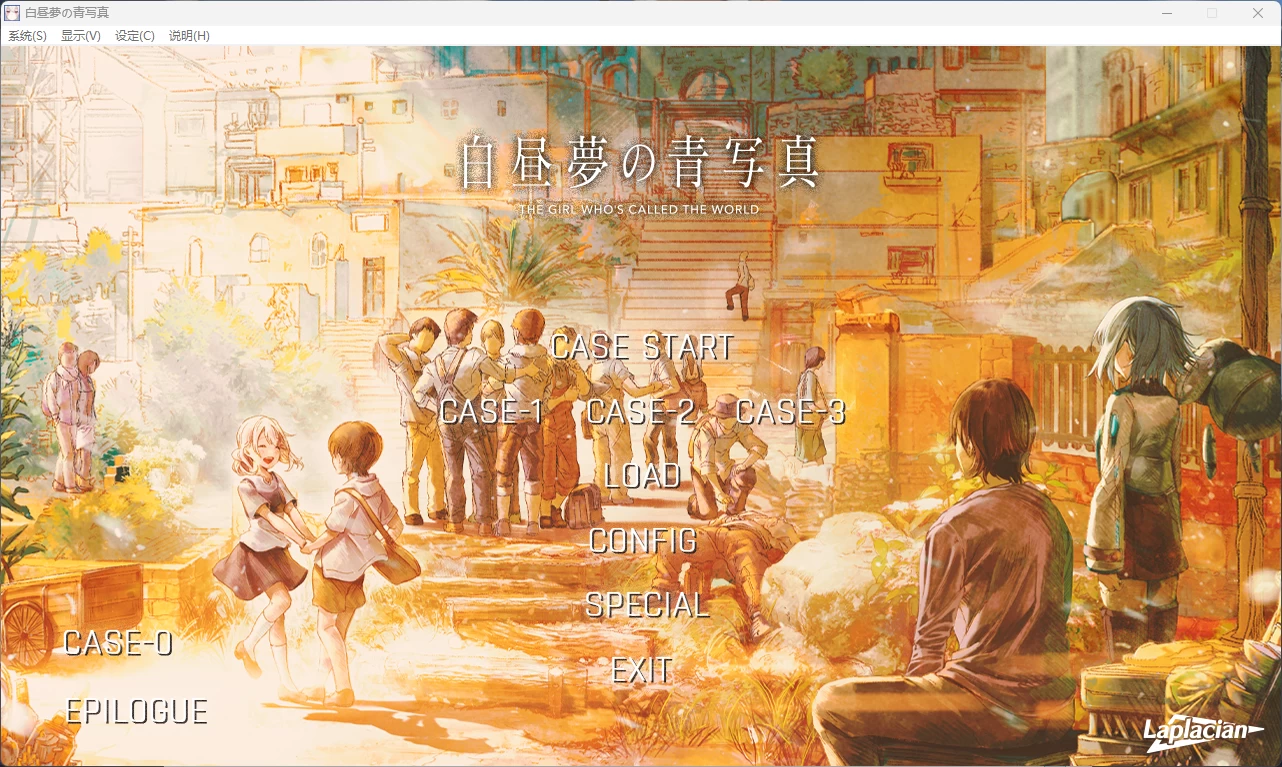 白昼夢の青写真
系统(S) 显示(V) 设定(C) 说明(H)
白昼夢の青写真
THE GIRL WHO'S CALLED THE WORLD
CASE START
CASE-1 CASE-2 CASE-3
LOAD
CONFIG
SPECIAL
EXIT
CASE-0
EPILOGUE
Laplacian